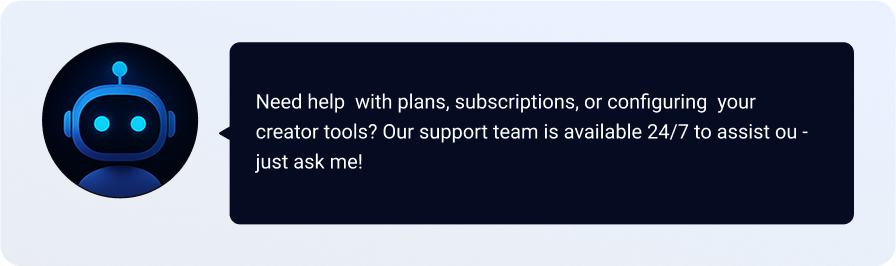 Need help  with plans, subscriptions, or configuring  your
creator tools? Our support team is available 24/7 to assist ou -
just ask me!